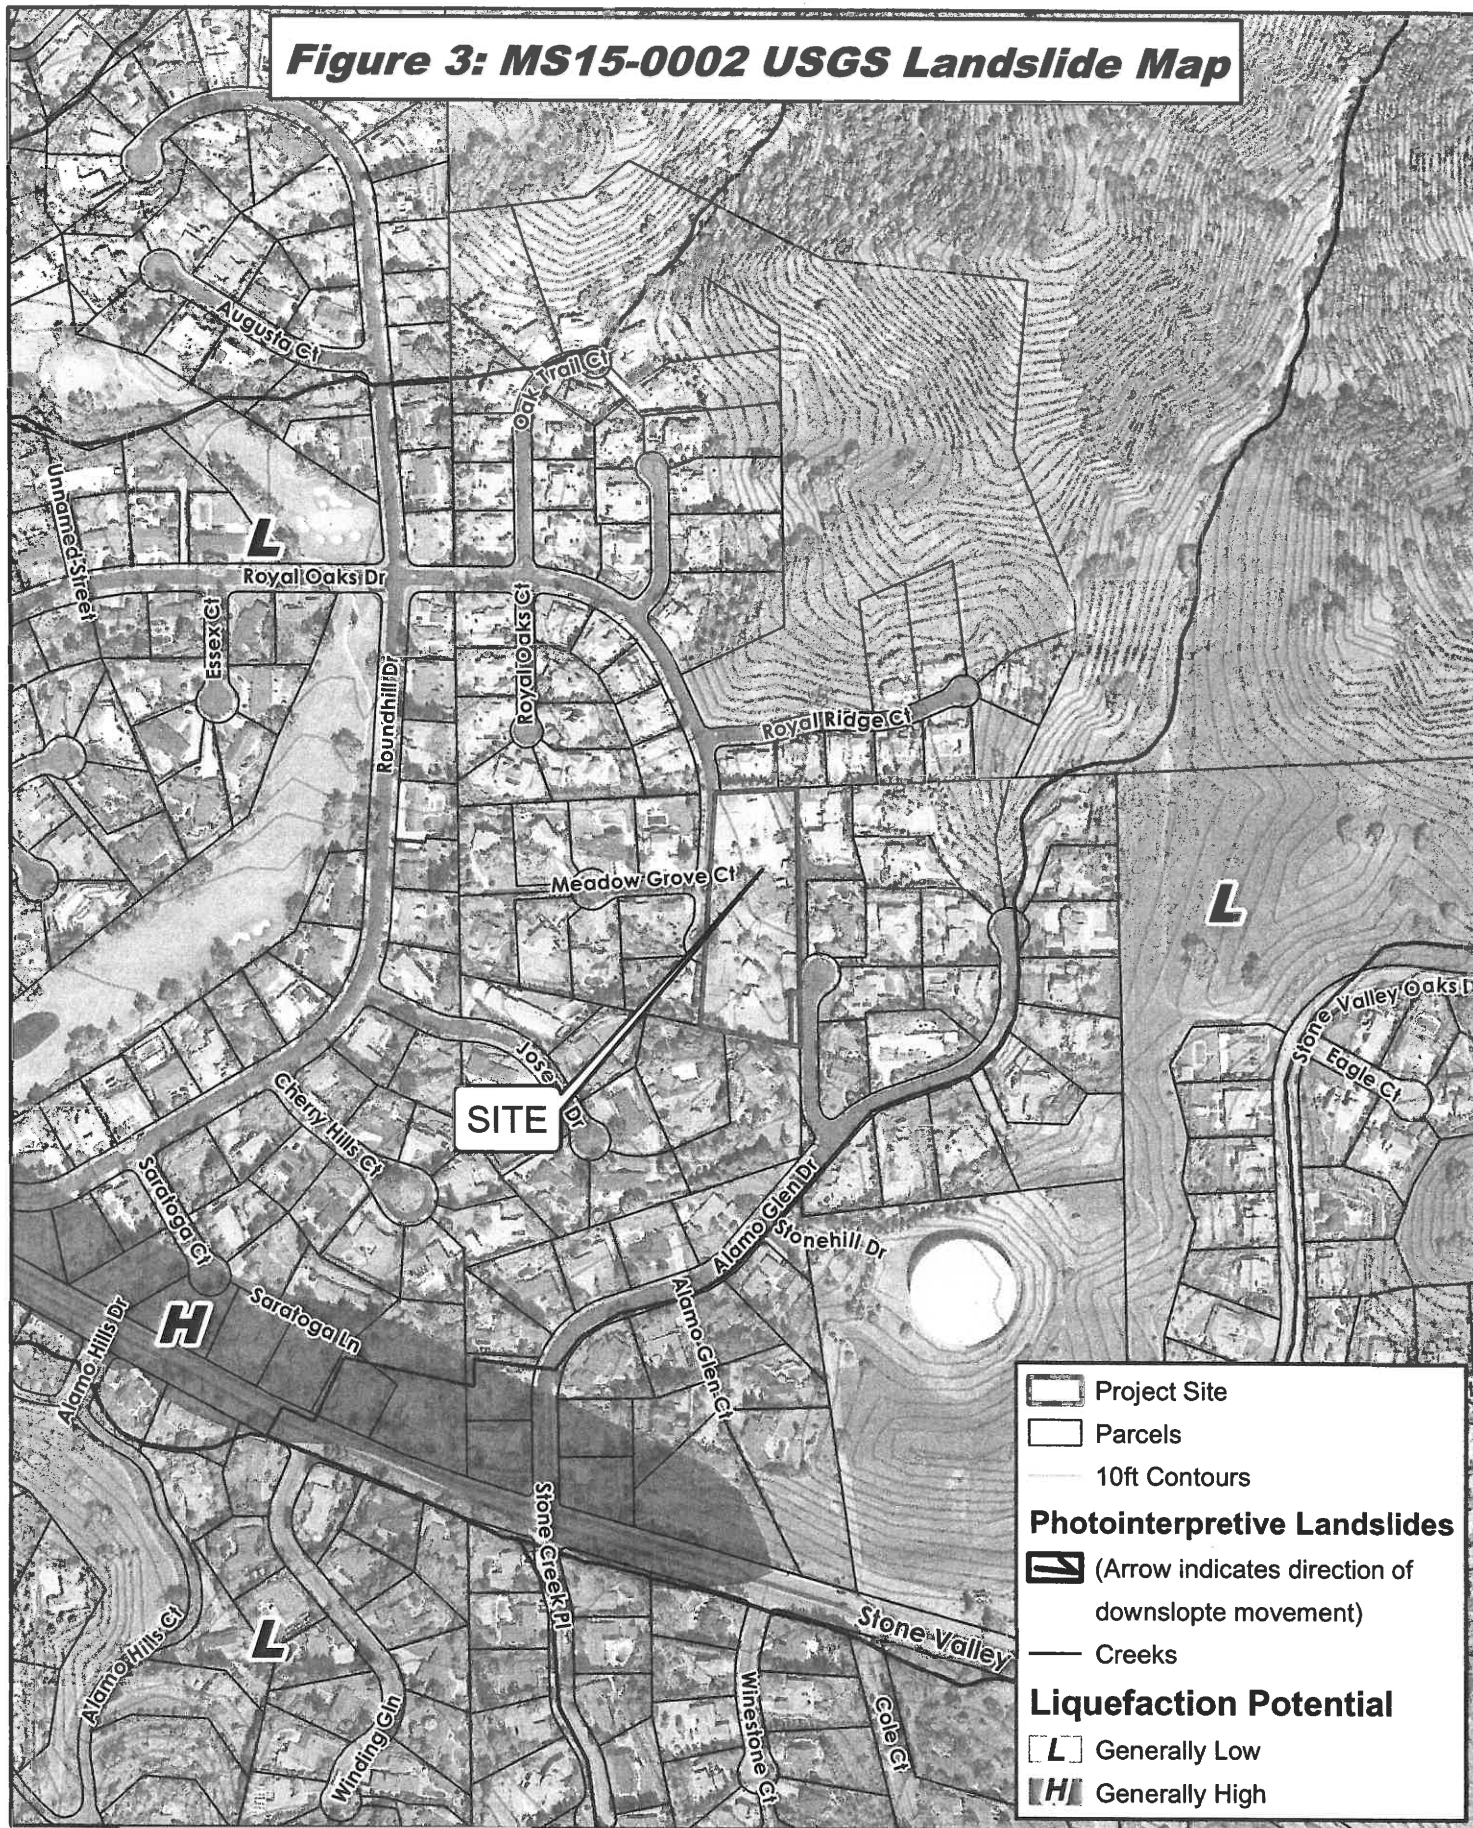 Figure 3: MS15-0002 USGS Landslide Map
Augusta Ct
Oak Trail Ct
Unnamed Street
L
Royal Oaks Dr
Essex Ct
Royal Oaks Ct
Roundhill Dr
Royal Ridge Ct
Meadow Grove Ct
L
Stone Valley Oaks D
Eagle Ct
Jose
Dr
SITE
Cherry Hills Ct
Saratoga Ct
Alamo Glen Dr
Stonehill Dr
Saratoga Ln
H
Alamo Hills Dr
Alamo Glen Ct
Stone Creek Pl
Stone Valley
L
Alamo Hills Ct
Winding Gln
Winestone Ct
Cole Ct
Project Site
Parcels
10ft Contours
Photointerpretive Landslides
(Arrow indicates direction of
downslopte movement)
Creeks
Liquefaction Potential
L Generally Low
H Generally High